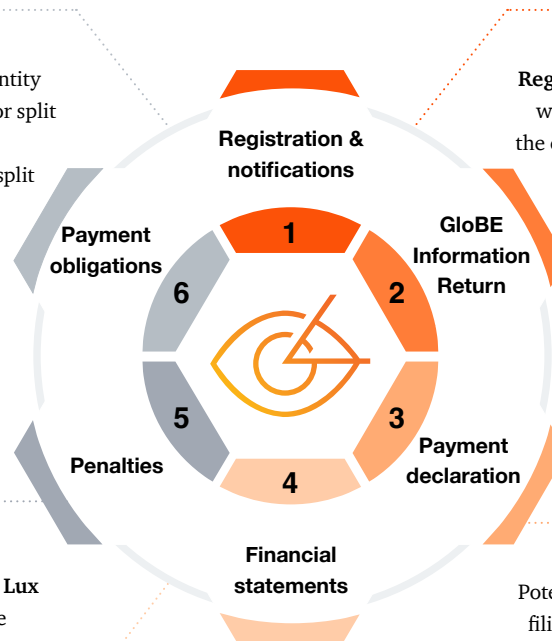 ntity
or split
split
Reg
w
the
Registration &
notifications
1
GloBE
Information
Return
2
Payment
obligations
6
5
3
Payment
declaration
Penalties
4
Financial
statements
Lux
e
Pote
fili